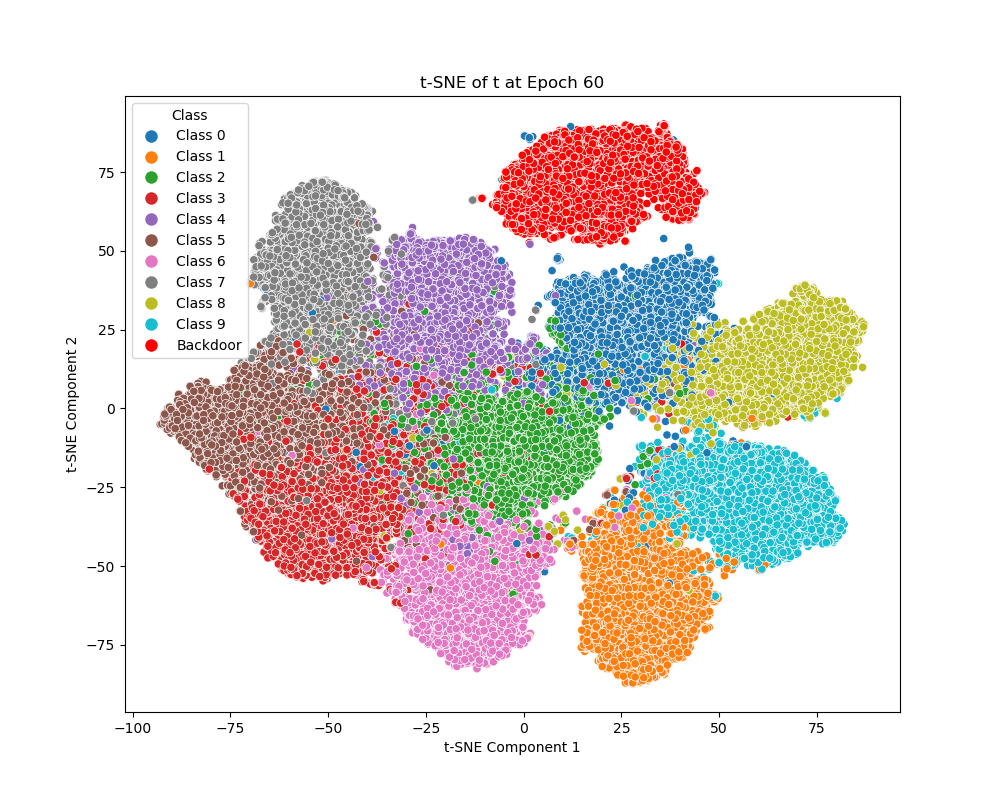 t-SNE of t at Epoch 60
Class
Class 0
Class 1
Class 2
Class 3
Class 4
Class 5
Class 6
Class 7
Class 8
Class 9
Backdoor
75
50
25
0
−25
−50
−75
t-SNE Component 2
−100
−75
−50
−25
0
25
50
75
t-SNE Component 1